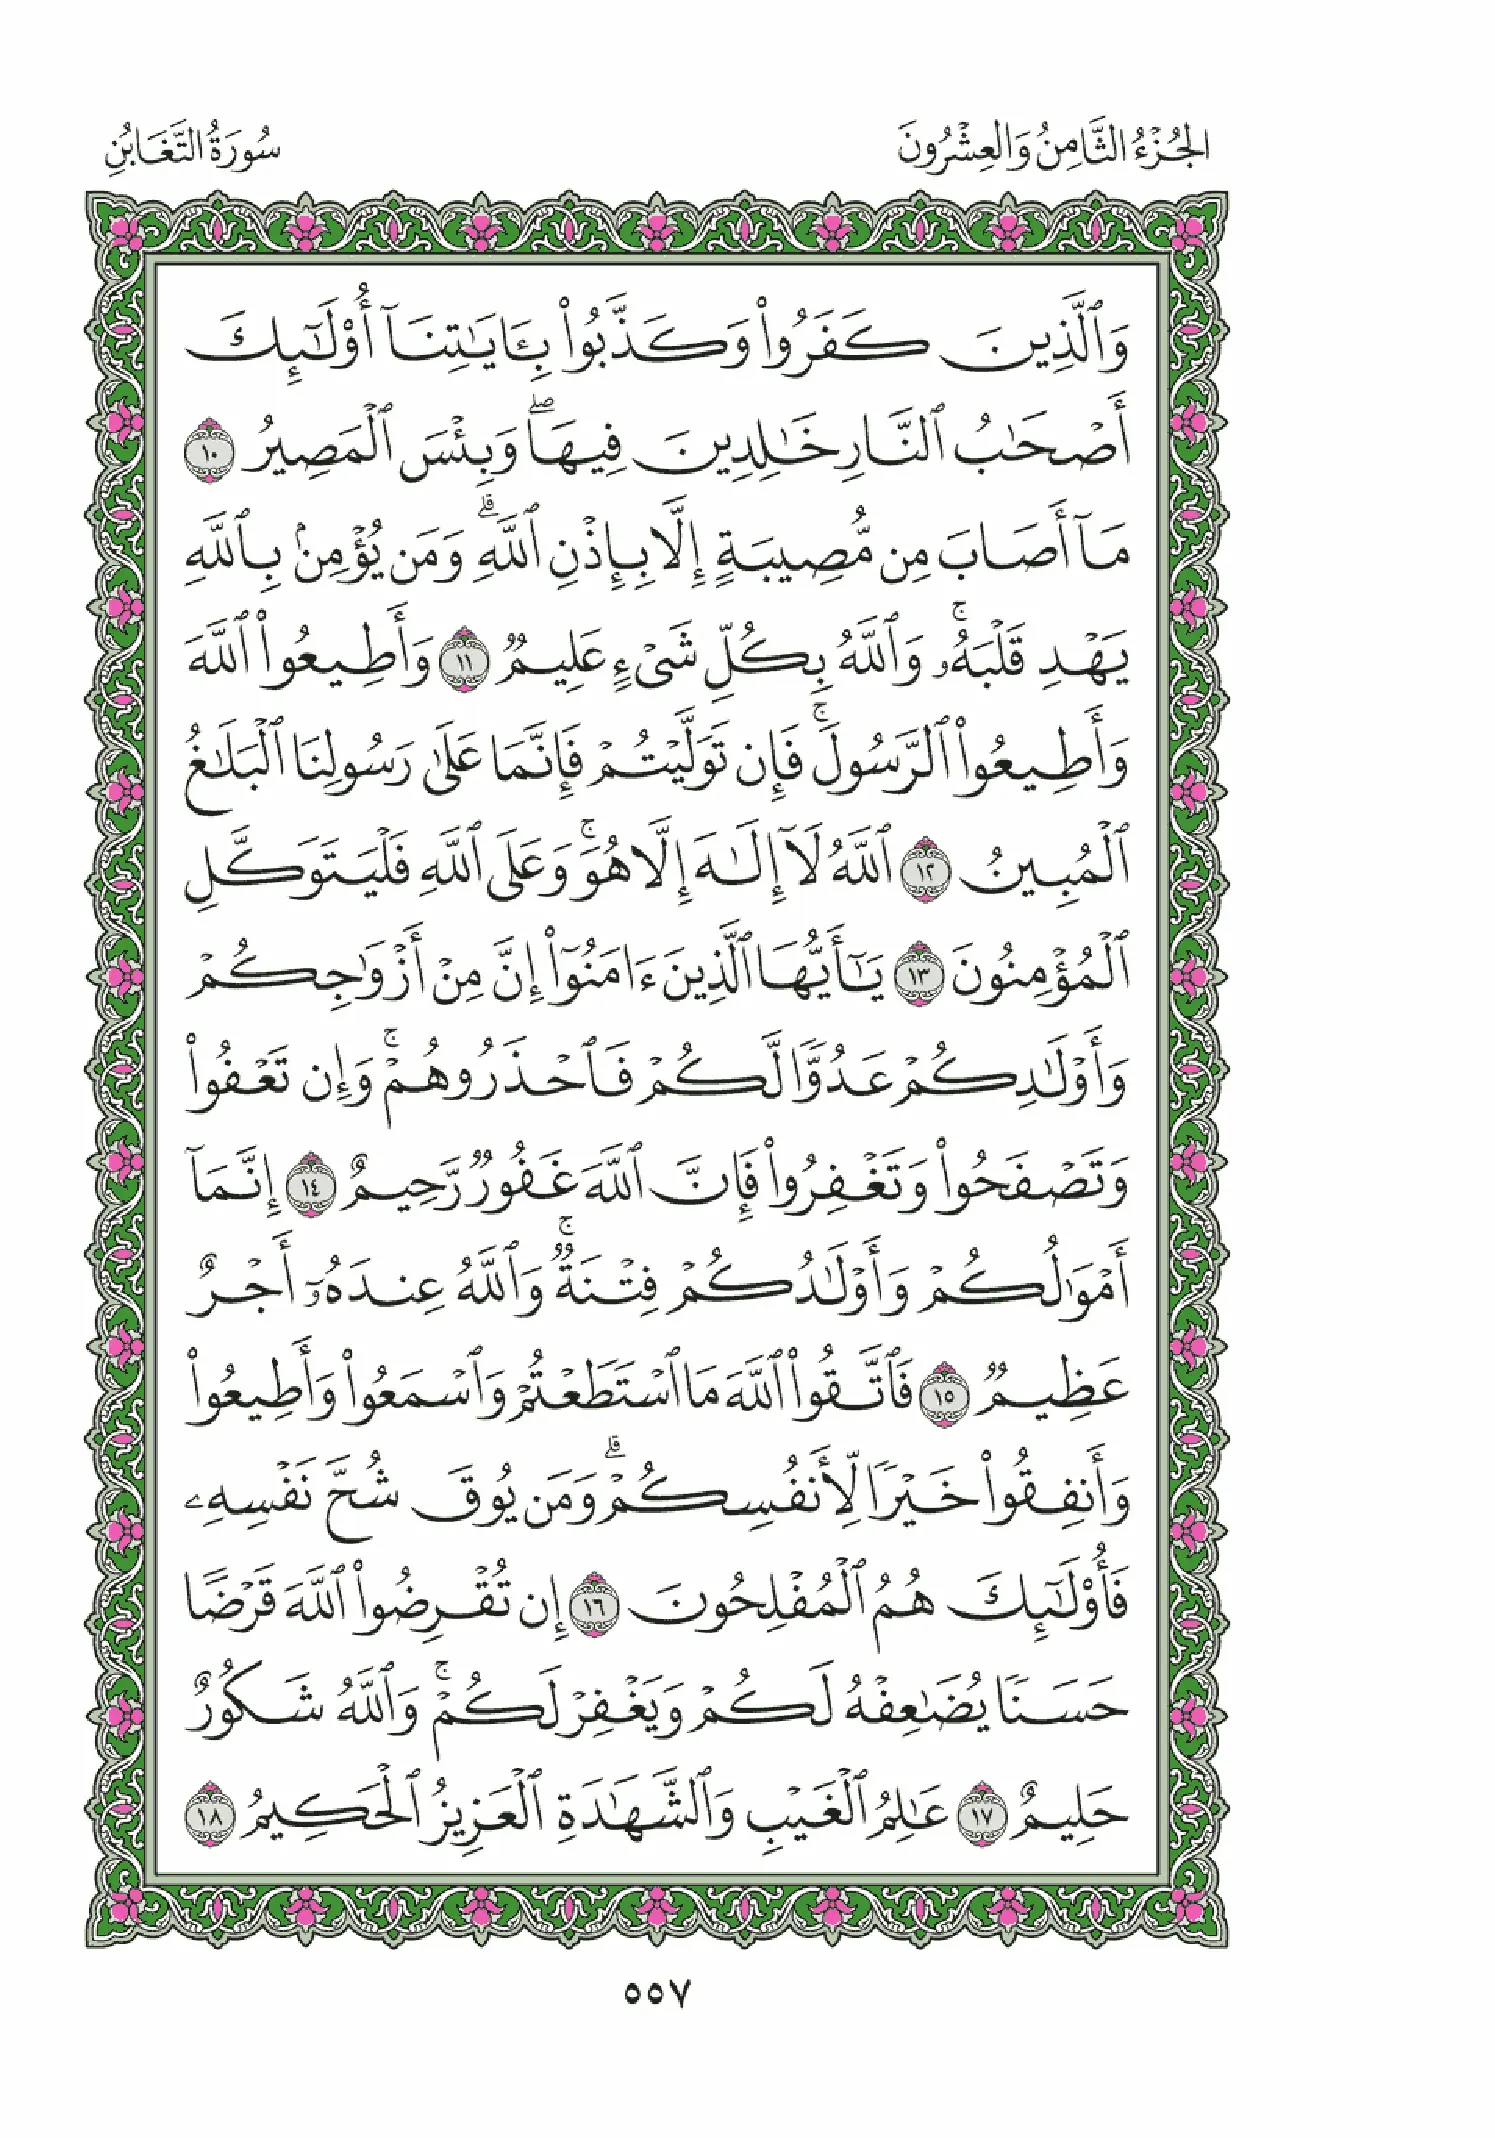 الجُزْءُ الثَّامِنُ وَالعِشْرُونَ
سُورَةُ التَّغَابُنِ
وَٱلَّذِينَ كَفَرُوا۟ وَكَذَّبُوا۟ بِـَٔايَـٰتِنَآ أُو۟لَـٰٓئِكَ
أَصْحَـٰبُ ٱلنَّارِ خَـٰلِدِينَ فِيهَاۖ وَبِئْسَ ٱلْمَصِيرُ ١٠
مَآ أَصَابَ مِن مُّصِيبَةٍ إِلَّا بِإِذْنِ ٱللَّهِۗ وَمَن يُؤْمِنۢ بِٱللَّهِ
يَهْدِ قَلْبَهُۥۚ وَٱللَّهُ بِكُلِّ شَىْءٍ عَلِيمٌ ١١ وَأَطِيعُوا۟ ٱللَّهَ
وَأَطِيعُوا۟ ٱلرَّسُولَۚ فَإِن تَوَلَّيْتُمْ فَإِنَّمَا عَلَىٰ رَسُولِنَا ٱلْبَلَـٰغُ
ٱلْمُبِينُ ١٢ ٱللَّهُ لَآ إِلَـٰهَ إِلَّا هُوَۚ وَعَلَى ٱللَّهِ فَلْيَتَوَكَّلِ
ٱلْمُؤْمِنُونَ ١٣ يَـٰٓأَيُّهَا ٱلَّذِينَ ءَامَنُوٓا۟ إِنَّ مِنْ أَزْوَٰجِكُمْ
وَأَوْلَـٰدِكُمْ عَدُوًّا لَّكُمْ فَٱحْذَرُوهُمْۚ وَإِن تَعْفُوا۟
وَتَصْفَحُوا۟ وَتَغْفِرُوا۟ فَإِنَّ ٱللَّهَ غَفُورٌ رَّحِيمٌ ١٤ إِنَّمَآ
أَمْوَٰلُكُمْ وَأَوْلَـٰدُكُمْ فِتْنَةٌۚ وَٱللَّهُ عِندَهُۥٓ أَجْرٌ
عَظِيمٌ ١٥ فَٱتَّقُوا۟ ٱللَّهَ مَا ٱسْتَطَعْتُمْ وَٱسْمَعُوا۟ وَأَطِيعُوا۟
وَأَنفِقُوا۟ خَيْرًا لِّأَنفُسِكُمْۗ وَمَن يُوقَ شُحَّ نَفْسِهِۦ
فَأُو۟لَـٰٓئِكَ هُمُ ٱلْمُفْلِحُونَ ١٦ إِن تُقْرِضُوا۟ ٱللَّهَ قَرْضًا
حَسَنًا يُضَـٰعِفْهُ لَكُمْ وَيَغْفِرْ لَكُمْۚ وَٱللَّهُ شَكُورٌ
حَلِيمٌ ١٧ عَـٰلِمُ ٱلْغَيْبِ وَٱلشَّهَـٰدَةِ ٱلْعَزِيزُ ٱلْحَكِيمُ ١٨
٥٥٧